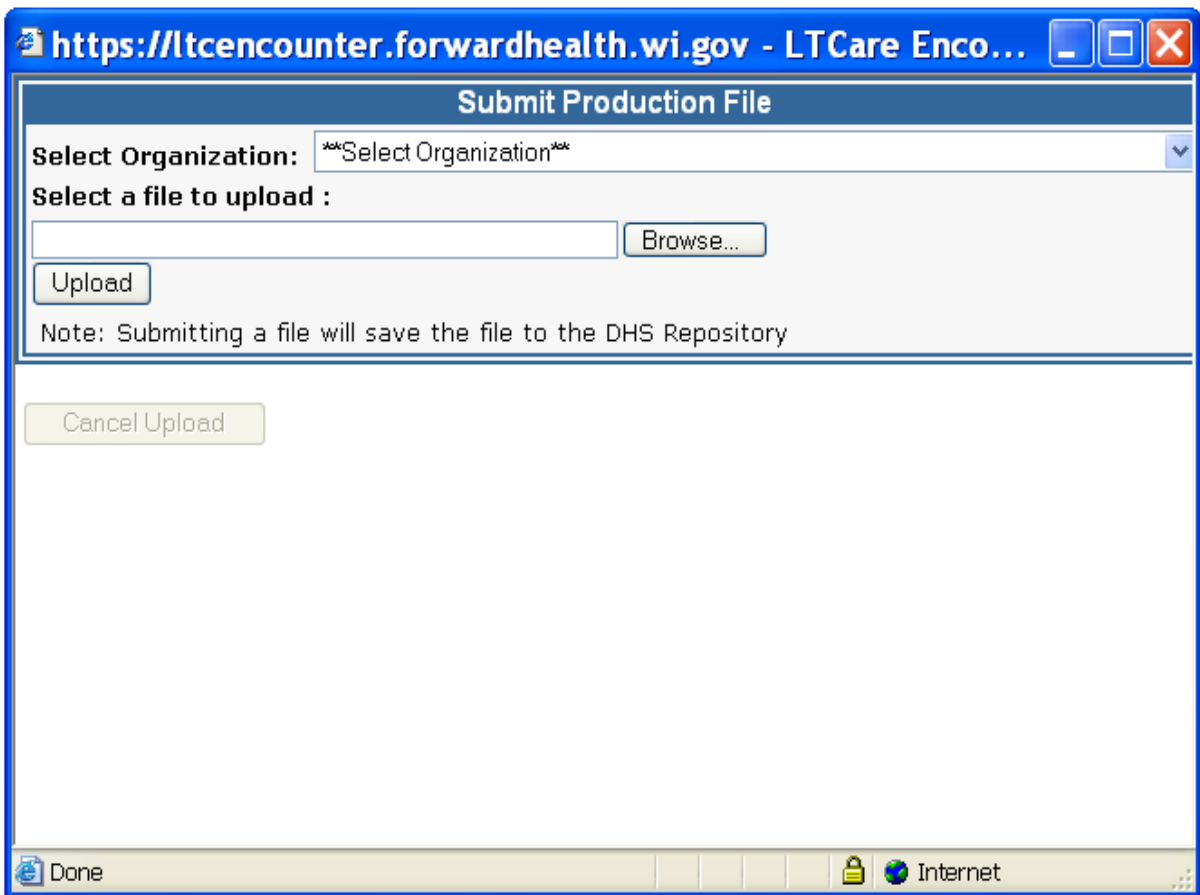 https://ltcencounter.forwardhealth.wi.gov - LTCare Enco...
Submit Production File
Select Organization: **Select Organization**
Select a file to upload :
Browse...
Upload
Note: Submitting a file will save the file to the DHS Repository
Cancel Upload
Done Internet